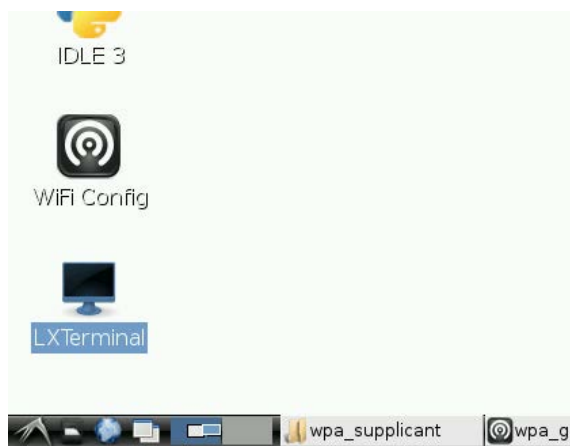 IDLE 3
WiFi Config
LXTerminal
wpa_supplicant
wpa_g